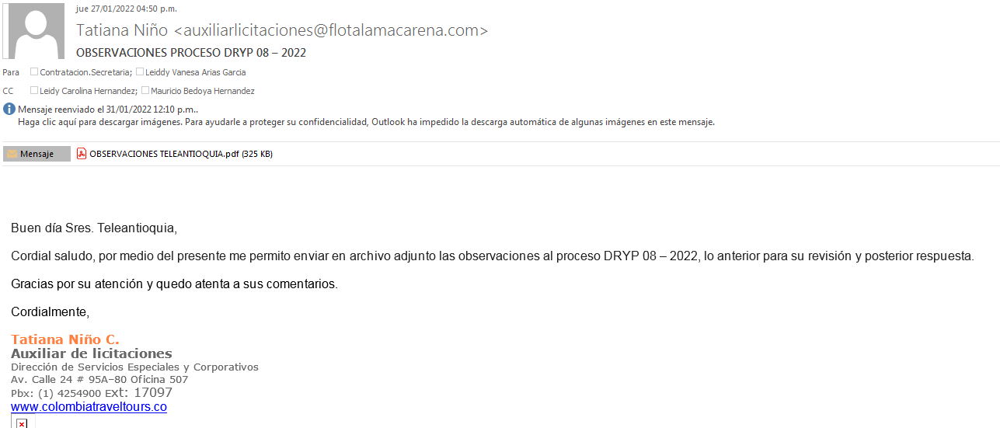 jue 27/01/2022 04:50 p.m.
Tatiana Niño <auxiliarlicitaciones@flotalamacarena.com>
OBSERVACIONES PROCESO DRYP 08 – 2022
Para Contratacion.Secretaria; Leiddy Vanesa Arias Garcia
CC Leidy Carolina Hernandez; Mauricio Bedoya Hernandez
Mensaje reenviado el 31/01/2022 12:10 p.m..
Haga clic aquí para descargar imágenes. Para ayudarle a proteger su confidencialidad, Outlook ha impedido la descarga automática de algunas imágenes en este mensaje.
Mensaje OBSERVACIONES TELEANTIOQUIA.pdf (325 KB)
Buen día Sres. Teleantioquia,
Cordial saludo, por medio del presente me permito enviar en archivo adjunto las observaciones al proceso DRYP 08 – 2022, lo anterior para su revisión y posterior respuesta.
Gracias por su atención y quedo atenta a sus comentarios.
Cordialmente,
Tatiana Niño C.
Auxiliar de licitaciones
Dirección de Servicios Especiales y Corporativos
Av. Calle 24 # 95A–80 Oficina 507
Pbx: (1) 4254900 Ext: 17097
www.colombiatraveltours.co